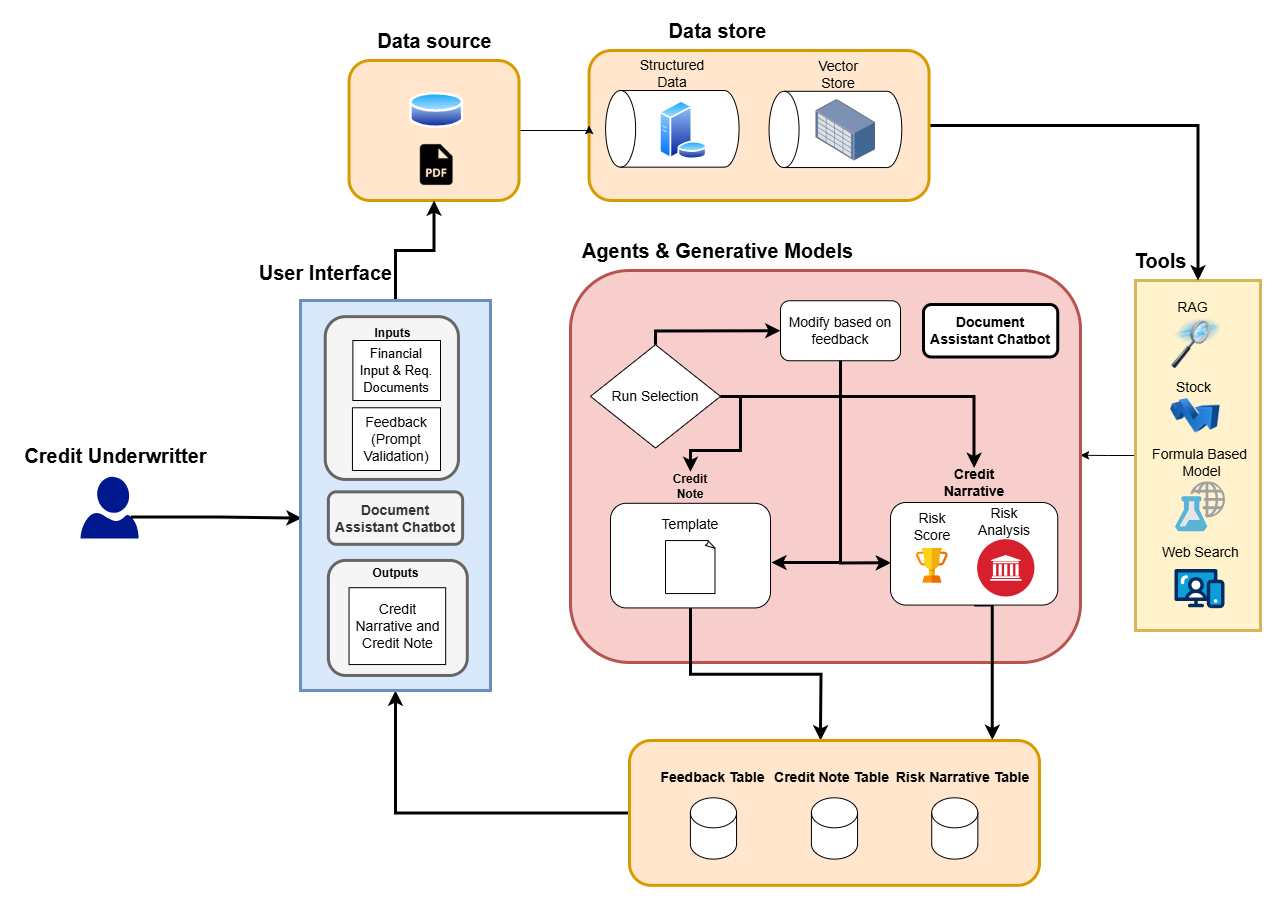 Data source
Data store
Structured
Data
Vector
Store
PDF
User Interface
Agents & Generative Models
Tools
Inputs
Financial
Input & Req.
Documents
Feedback
(Prompt
Validation)
Document
Assistant Chatbot
Outputs
Credit
Narrative and
Credit Note
Credit Underwritter
Modify based on
feedback
Document
Assistant Chatbot
Run Selection
Credit
Note
Template
Credit
Narrative
Risk
Score
Risk
Analysis
RAG
Stock
Formula Based
Model
Web Search
Feedback Table
Credit Note Table
Risk Narrative Table